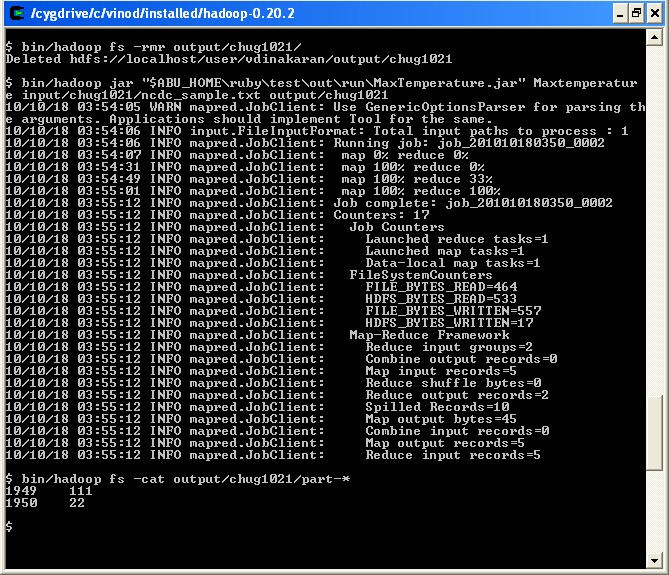 /cygdrive/c/vinod/installed/hadoop-0.20.2
$ bin/hadoop fs -rmr output/chug1021/
Deleted hdfs://localhost/user/vdinakaran/output/chug1021
$ bin/hadoop jar "$ABU_HOME\ruby\test\out\run\MaxTemperature.jar" Maxtemperatur
e input/chug1021/ncdc_sample.txt output/chug1021
10/10/18 03:54:05 WARN mapred.JobClient: Use GenericOptionsParser for parsing th
e arguments. Applications should implement Tool for the same.
10/10/18 03:54:06 INFO input.FileInputFormat: Total input paths to process : 1
10/10/18 03:54:06 INFO mapred.JobClient: Running job: job_201010180350_0002
10/10/18 03:54:07 INFO mapred.JobClient:  map 0% reduce 0%
10/10/18 03:54:31 INFO mapred.JobClient:  map 100% reduce 0%
10/10/18 03:54:49 INFO mapred.JobClient:  map 100% reduce 33%
10/10/18 03:55:01 INFO mapred.JobClient:  map 100% reduce 100%
10/10/18 03:55:12 INFO mapred.JobClient: Job complete: job_201010180350_0002
10/10/18 03:55:12 INFO mapred.JobClient: Counters: 17
10/10/18 03:55:12 INFO mapred.JobClient:   Job Counters
10/10/18 03:55:12 INFO mapred.JobClient:     Launched reduce tasks=1
10/10/18 03:55:12 INFO mapred.JobClient:     Launched map tasks=1
10/10/18 03:55:12 INFO mapred.JobClient:     Data-local map tasks=1
10/10/18 03:55:12 INFO mapred.JobClient:   FileSystemCounters
10/10/18 03:55:12 INFO mapred.JobClient:     FILE_BYTES_READ=464
10/10/18 03:55:12 INFO mapred.JobClient:     HDFS_BYTES_READ=533
10/10/18 03:55:12 INFO mapred.JobClient:     FILE_BYTES_WRITTEN=557
10/10/18 03:55:12 INFO mapred.JobClient:     HDFS_BYTES_WRITTEN=17
10/10/18 03:55:12 INFO mapred.JobClient:   Map-Reduce Framework
10/10/18 03:55:12 INFO mapred.JobClient:     Reduce input groups=2
10/10/18 03:55:12 INFO mapred.JobClient:     Combine output records=0
10/10/18 03:55:12 INFO mapred.JobClient:     Map input records=5
10/10/18 03:55:12 INFO mapred.JobClient:     Reduce shuffle bytes=0
10/10/18 03:55:12 INFO mapred.JobClient:     Reduce output records=2
10/10/18 03:55:12 INFO mapred.JobClient:     Spilled Records=10
10/10/18 03:55:12 INFO mapred.JobClient:     Map output bytes=45
10/10/18 03:55:12 INFO mapred.JobClient:     Combine input records=0
10/10/18 03:55:12 INFO mapred.JobClient:     Map output records=5
10/10/18 03:55:12 INFO mapred.JobClient:     Reduce input records=5
$ bin/hadoop fs -cat output/chug1021/part-*
1949    111
1950    22
$